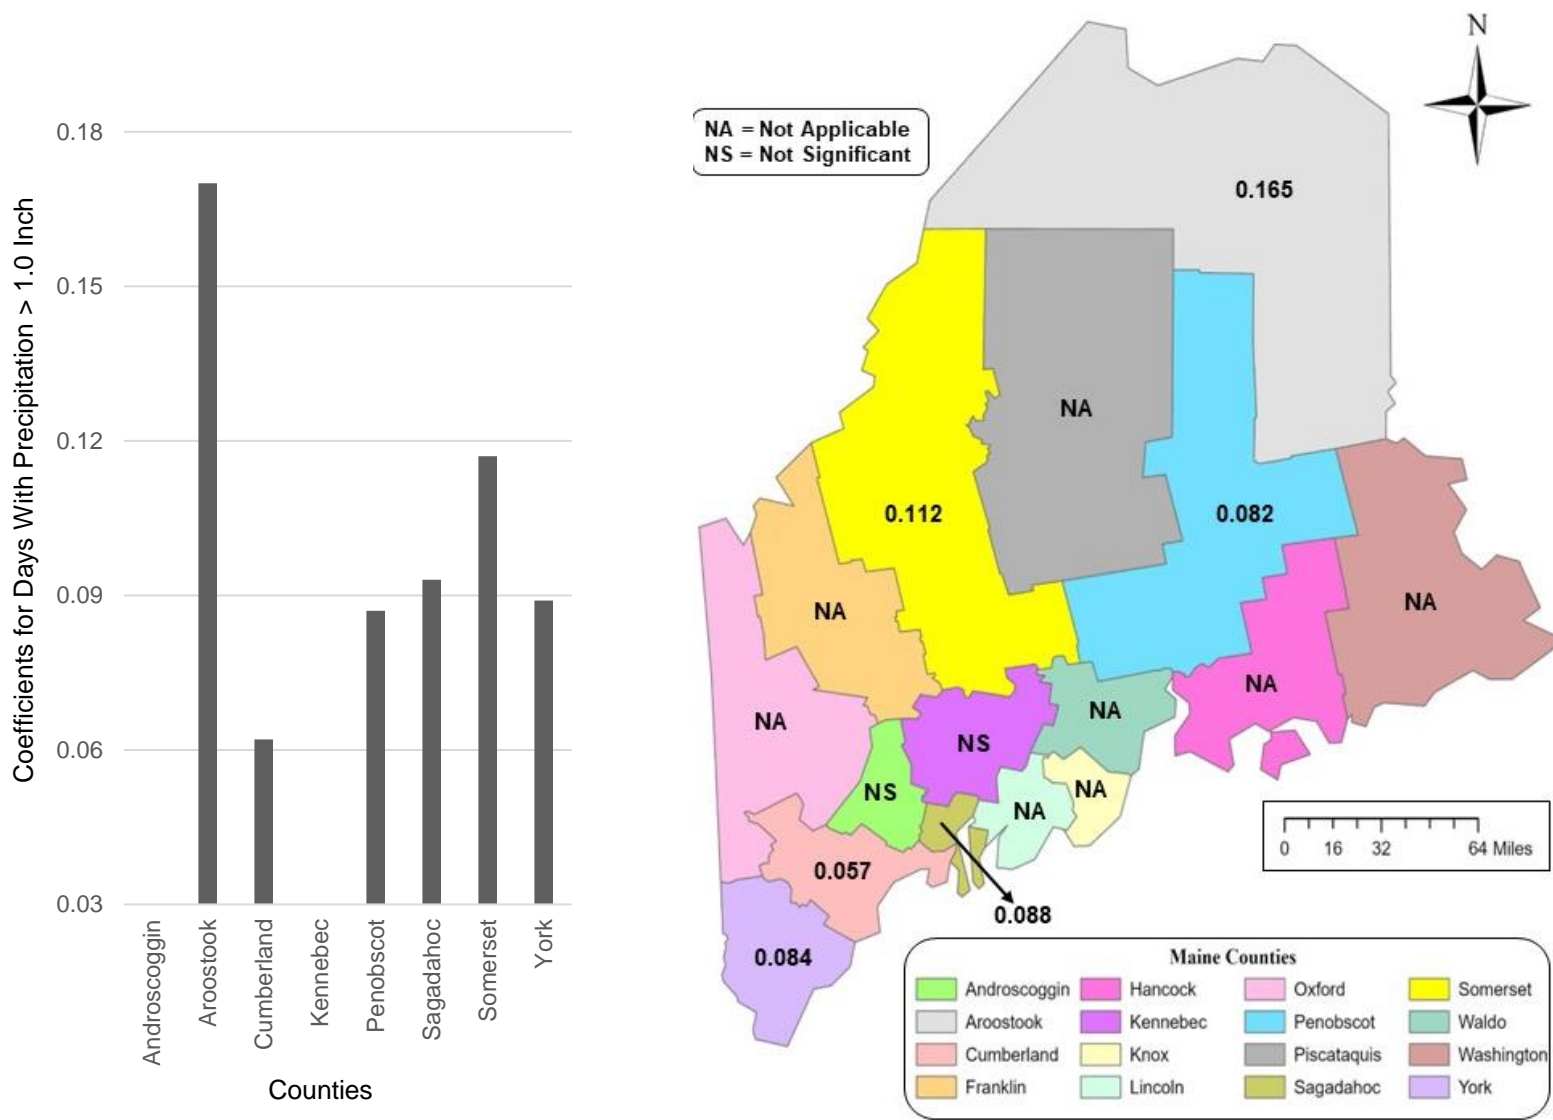 Coefficients for Days With Precipitation > 1.0 Inch
0.18
0.15
0.12
0.09
0.06
0.03
Androscoggin
Aroostook
Cumberland
Kennebec
Penobscot
Sagadahoc
Somerset
York
Counties
NA = Not Applicable
NS = Not Significant
N
0.165
NA
0.112
0.082
NA
NA
NA
NA
NA
NS
NS
NA
NA
0.057
0.088
0.084
0 16 32 64 Miles
Maine Counties
Androscoggin Hancock Oxford Somerset
Aroostook Kennebec Penobscot Waldo
Cumberland Knox Piscataquis Washington
Franklin Lincoln Sagadahoc York